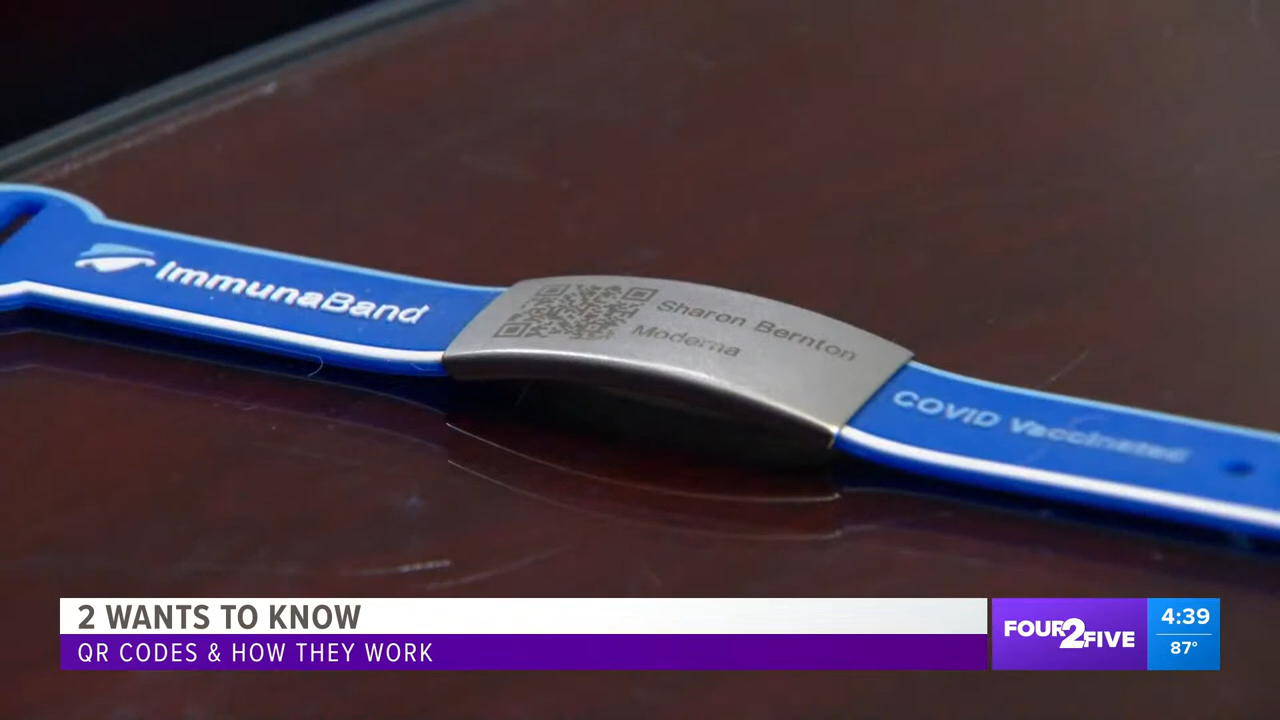 ImmunaBand
Sharon Bernton
Moderna
COVID Vaccinated
2 WANTS TO KNOW
QR CODES & HOW THEY WORK
FOUR2FIVE
4:39
87°